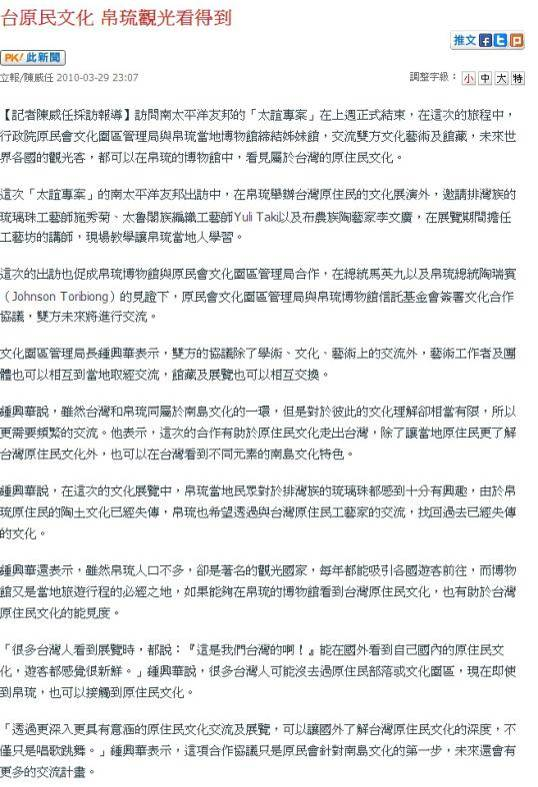 台原民文化 帛琉觀光看得到
推文
PK! 此新聞
立報/陳威任 2010-03-29 23:07
調整字級： 小 中 大 特
【記者陳威任採訪報導】訪問南太平洋友邦的「太誼專案」在上週正式結束，在這次的旅程中，
行政院原民會文化園區管理局與帛琉當地博物館締結姊妹館，交流雙方文化藝術及館藏，未來世
界各國的觀光客，都可以在帛琉的博物館中，看見屬於台灣的原住民文化。
這次「太誼專案」的南太平洋友邦出訪中，在帛琉舉辦台灣原住民的文化展演外，邀請排灣族的
琉璃珠工藝師施秀菊、太魯閣族編織工藝師Yuli Taki以及布農族陶藝家李文廣，在展覽期間擔任
工藝坊的講師，現場教學讓帛琉當地人學習。
這次的出訪也促成帛琉博物館與原民會文化園區管理局合作，在總統馬英九以及帛琉總統陶瑞賓
（Johnson Toribiong）的見證下，原民會文化園區管理局與帛琉博物館信託基金會簽署文化合作
協議，雙方未來將進行交流。
文化園區管理局長鍾興華表示，雙方的協議除了學術、文化、藝術上的交流外，藝術工作者及團
體也可以相互到當地取經交流，館藏及展覽也可以相互交換。
鍾興華說，雖然台灣和帛琉同屬於南島文化的一環，但是對於彼此的文化理解卻相當有限，所以
更需要頻繁的交流。他表示，這次的合作有助於原住民文化走出台灣，除了讓當地原住民更了解
台灣原住民文化外，也可以在台灣看到不同元素的南島文化特色。
鍾興華說，在這次的文化展覽中，帛琉當地民眾對於排灣族的琉璃珠都感到十分有興趣，由於帛
琉原住民的陶土文化已經失傳，帛琉也希望透過與台灣原住民工藝家的交流，找回過去已經失傳
的文化。
鍾興華還表示，雖然帛琉人口不多，卻是著名的觀光國家，每年都能吸引各國遊客前往，而博物
館又是當地旅遊行程的必經之地，如果能夠在帛琉的博物館看到台灣原住民文化，也有助於台灣
原住民文化的能見度。
「很多台灣人看到展覽時，都說：『這是我們台灣的啊！』能在國外看到自己國內的原住民文
化，遊客都感覺很新鮮。」鍾興華說，很多台灣人可能沒去過原住民部落或文化園區，現在即使
到帛琉，也可以接觸到原住民文化。
「透過更深入更具有意涵的原住民文化交流及展覽，可以讓國外了解台灣原住民文化的深度，不
僅只是唱歌跳舞。」鍾興華表示，這項合作協議只是原民會針對南島文化的第一步，未來還會有
更多的交流計畫。